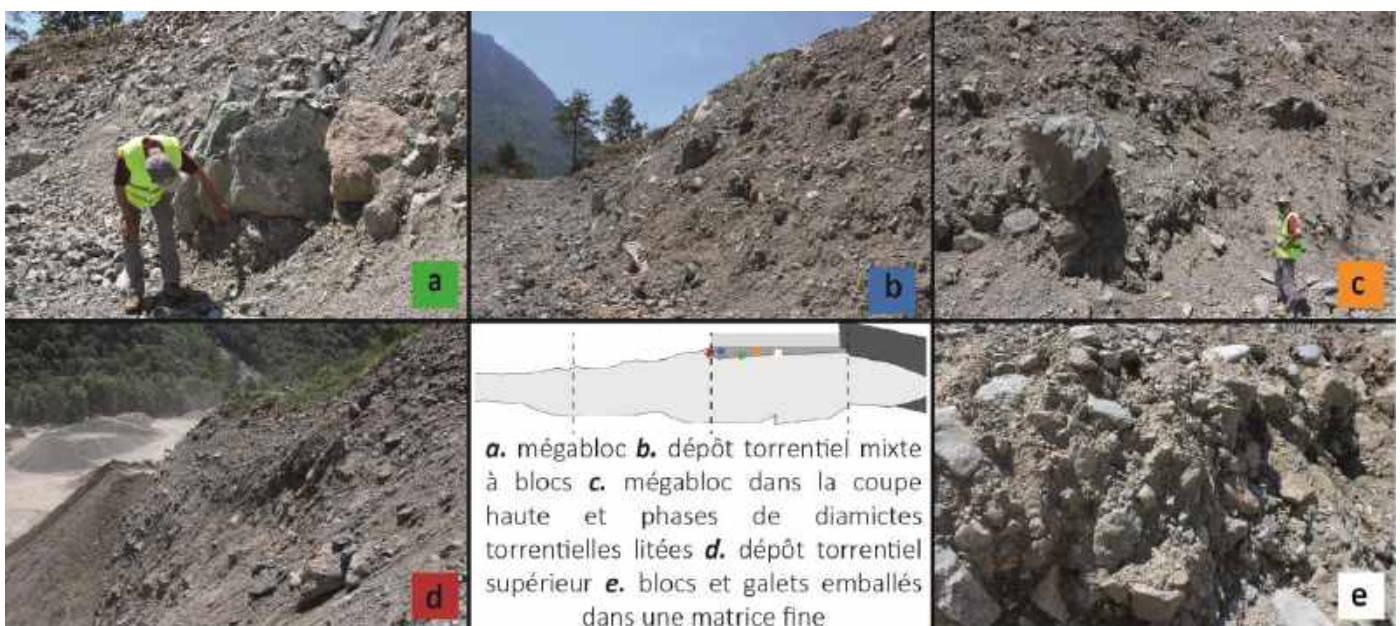 a
b
c
d
a. mégabloc b. dépôt torrentiel mixte
à blocs c. mégabloc dans la coupe
haute et phases de diamictes
torrentielles litées d. dépôt torrentiel
supérieur e. blocs et galets emballés
dans une matrice fine
e